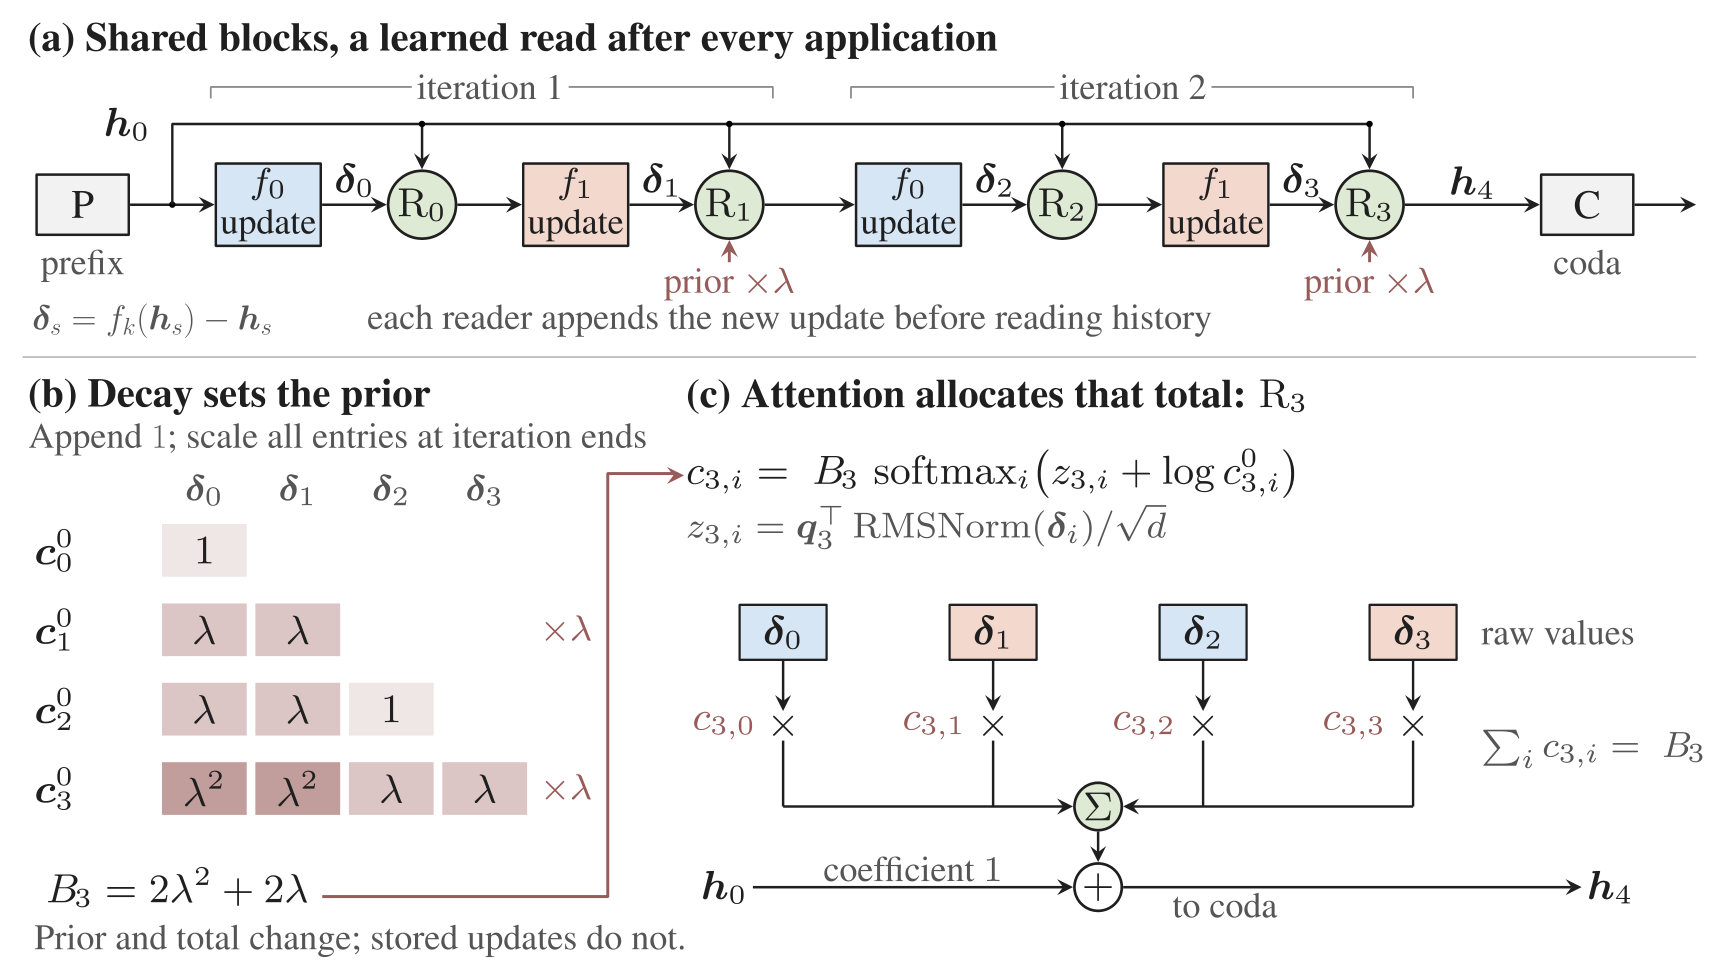 (a) Shared blocks, a learned read after every application
iteration 1
iteration 2
h₀
P
f₀
update
δ₀
R₀
f₁
update
δ₁
R₁
f₀
update
δ₂
R₂
f₁
update
δ₃
R₃
h₄
C
prefix
prior ×λ
prior ×λ
coda
δₛ = fₖ(hₛ) − hₛ
each reader appends the new update before reading history
(b) Decay sets the prior
Append 1; scale all entries at iteration ends
δ₀ δ₁ δ₂ δ₃
c₀⁰ 1
c₁⁰ λ λ ×λ
c₂⁰ λ λ 1
c₃⁰ λ² λ² λ λ ×λ
B₃ = 2λ² + 2λ
Prior and total change; stored updates do not.
(c) Attention allocates that total: R₃
c₃,ᵢ = B₃ softmaxᵢ(z₃,ᵢ + log c⁰₃,ᵢ)
z₃,ᵢ = q₃⊤ RMSNorm(δᵢ)/√d
δ₀ δ₁ δ₂ δ₃ raw values
c₃,₀ × c₃,₁ × c₃,₂ × c₃,₃ ×
∑ᵢ c₃,ᵢ = B₃
Σ
h₀ coefficient 1 + h₄
to coda